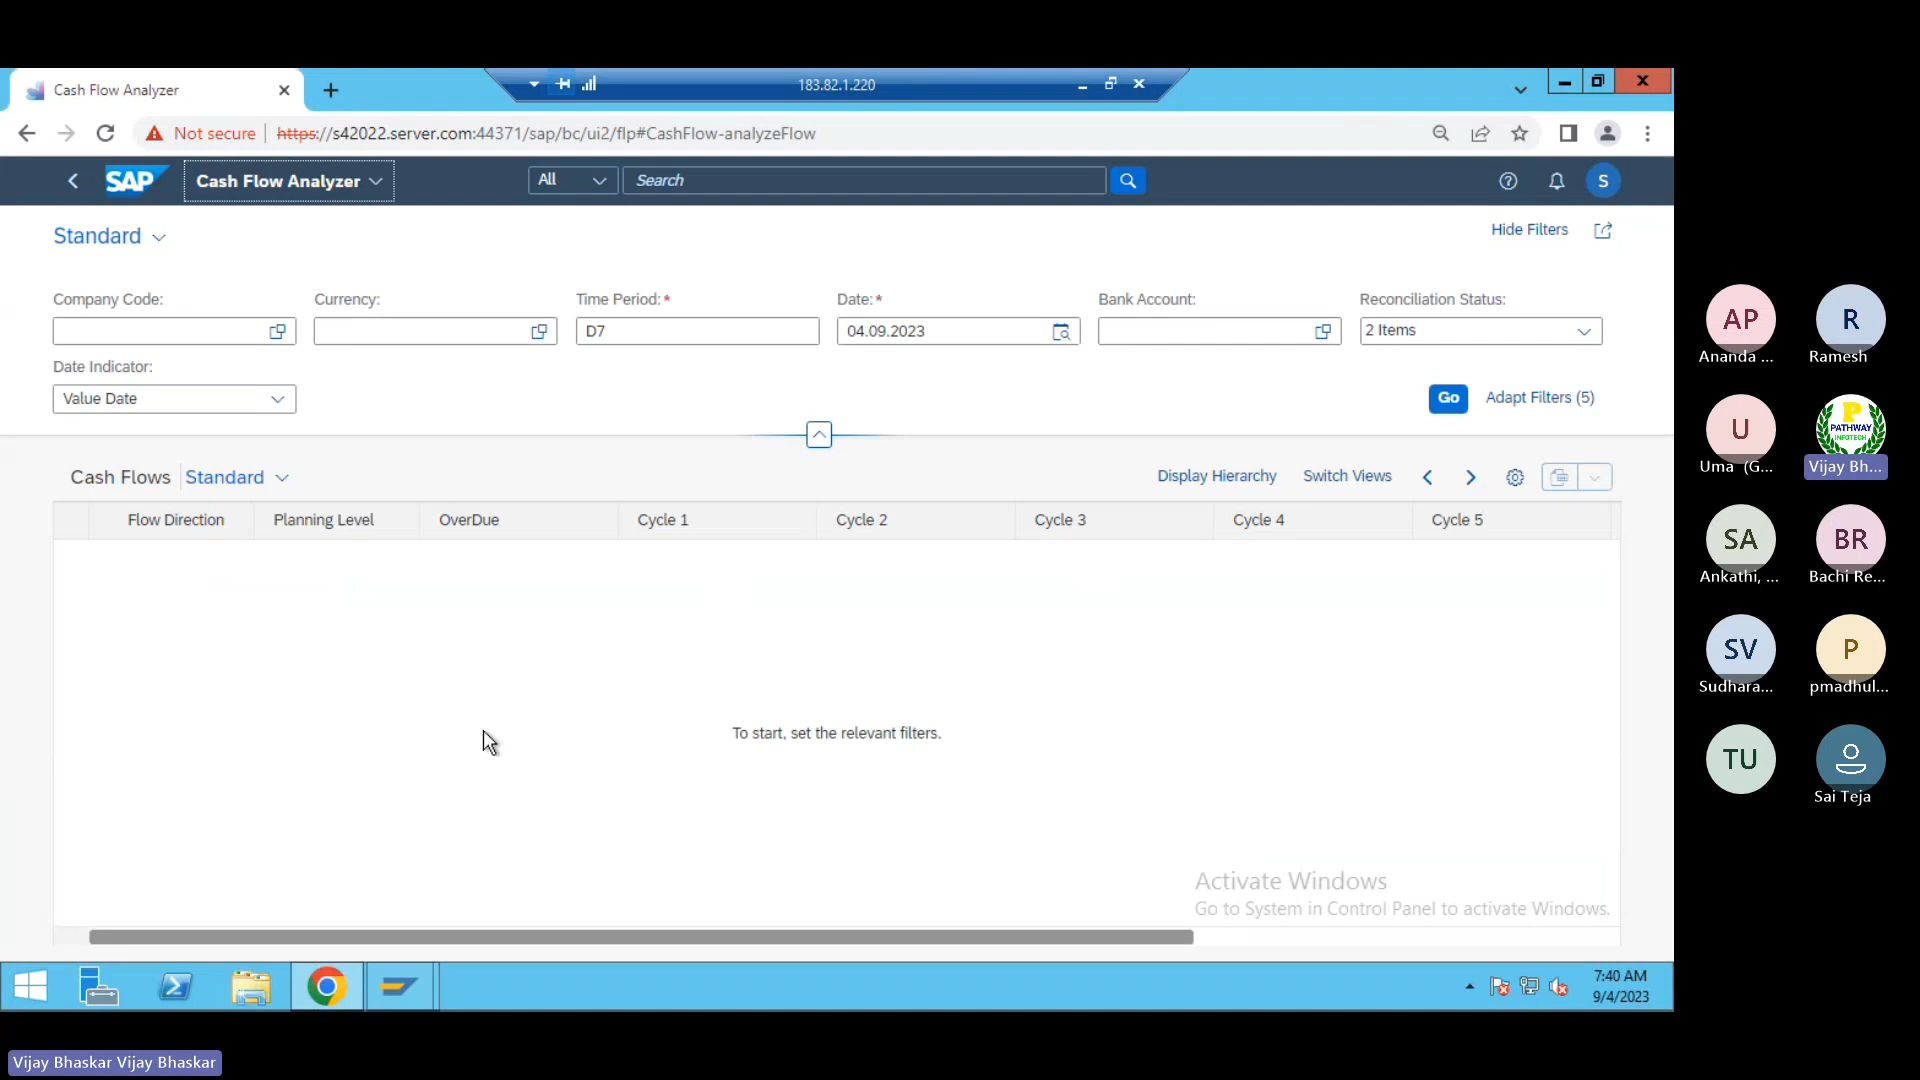 Cash Flow Analyzer
183.82.1.220
Not secure https://s42022.server.com:44371/sap/bc/ui2/flp#CashFlow-analyzeFlow
SAP Cash Flow Analyzer All Search S
Standard
Hide Filters
Company Code: Currency: Time Period:* Date:* Bank Account: Reconciliation Status:
D7 04.09.2023 2 Items
Date Indicator:
Value Date
Go Adapt Filters (5)
Cash Flows Standard Display Hierarchy Switch Views
Flow Direction Planning Level OverDue Cycle 1 Cycle 2 Cycle 3 Cycle 4 Cycle 5
To start, set the relevant filters.
Activate Windows
Go to System in Control Panel to activate Windows.
7:40 AM
9/4/2023
AP R
Ananda ... Ramesh
U P PATHWAY INFOTECH
Uma (G... Vijay Bh...
SA BR
Ankathi, ... Bachi Re...
SV P
Sudhara... pmadhul...
TU
Sai Teja
Vijay Bhaskar Vijay Bhaskar